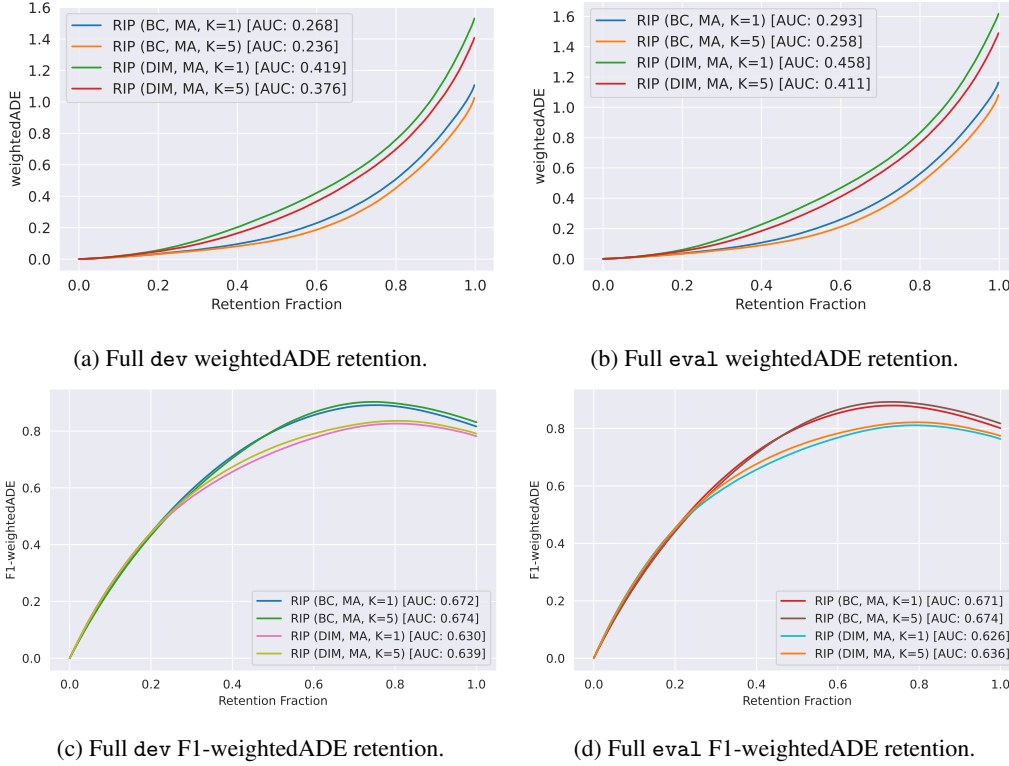 1.6
1.4
1.2
1.0
0.8
0.6
0.4
0.2
0.0
weightedADE
RIP (BC, MA, K=1) [AUC: 0.268]
RIP (BC, MA, K=5) [AUC: 0.236]
RIP (DIM, MA, K=1) [AUC: 0.419]
RIP (DIM, MA, K=5) [AUC: 0.376]
0.0 0.2 0.4 0.6 0.8 1.0
Retention Fraction
(a) Full dev weightedADE retention.
1.6
1.4
1.2
1.0
0.8
0.6
0.4
0.2
0.0
weightedADE
RIP (BC, MA, K=1) [AUC: 0.293]
RIP (BC, MA, K=5) [AUC: 0.258]
RIP (DIM, MA, K=1) [AUC: 0.458]
RIP (DIM, MA, K=5) [AUC: 0.411]
0.0 0.2 0.4 0.6 0.8 1.0
Retention Fraction
(b) Full eval weightedADE retention.
0.8
0.6
0.4
0.2
0.0
F1-weightedADE
RIP (BC, MA, K=1) [AUC: 0.672]
RIP (BC, MA, K=5) [AUC: 0.674]
RIP (DIM, MA, K=1) [AUC: 0.630]
RIP (DIM, MA, K=5) [AUC: 0.639]
0.0 0.2 0.4 0.6 0.8 1.0
Retention Fraction
(c) Full dev F1-weightedADE retention.
0.8
0.6
0.4
0.2
0.0
F1-weightedADE
RIP (BC, MA, K=1) [AUC: 0.671]
RIP (BC, MA, K=5) [AUC: 0.674]
RIP (DIM, MA, K=1) [AUC: 0.626]
RIP (DIM, MA, K=5) [AUC: 0.636]
0.0 0.2 0.4 0.6 0.8 1.0
Retention Fraction
(d) Full eval F1-weightedADE retention.